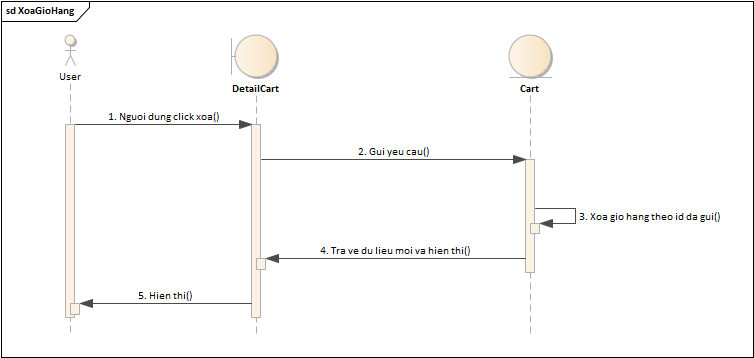 sd XoaGioHang
User
DetailCart
Cart
1. Nguoi dung click xoa()
2. Gui yeu cau()
3. Xoa gio hang theo id da gui()
4. Tra ve du lieu moi va hien thi()
5. Hien thi()